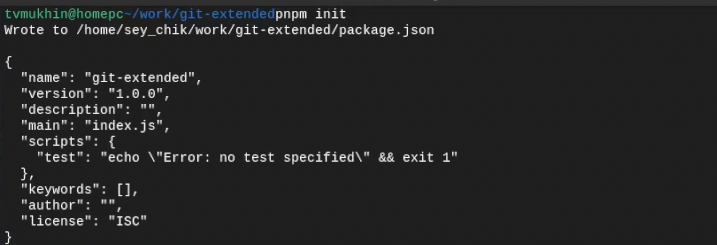 tvmukhin@homepc~/work/git-extendedpnpm init
Wrote to /home/sey_chik/work/git-extended/package.json
{
  "name": "git-extended",
  "version": "1.0.0",
  "description": "",
  "main": "index.js",
  "scripts": {
    "test": "echo \"Error: no test specified\" && exit 1"
  },
  "keywords": [],
  "author": "",
  "license": "ISC"
}